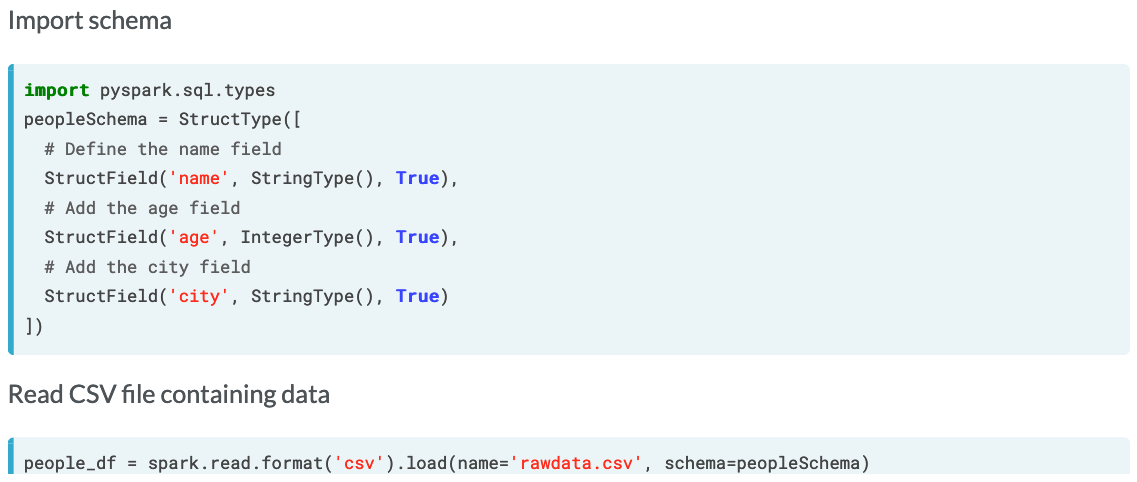 Import schema
import pyspark.sql.types
peopleSchema = StructType([
  # Define the name field
  StructField('name', StringType(), True),
  # Add the age field
  StructField('age', IntegerType(), True),
  # Add the city field
  StructField('city', StringType(), True)
])
Read CSV file containing data
people_df = spark.read.format('csv').load(name='rawdata.csv', schema=peopleSchema)